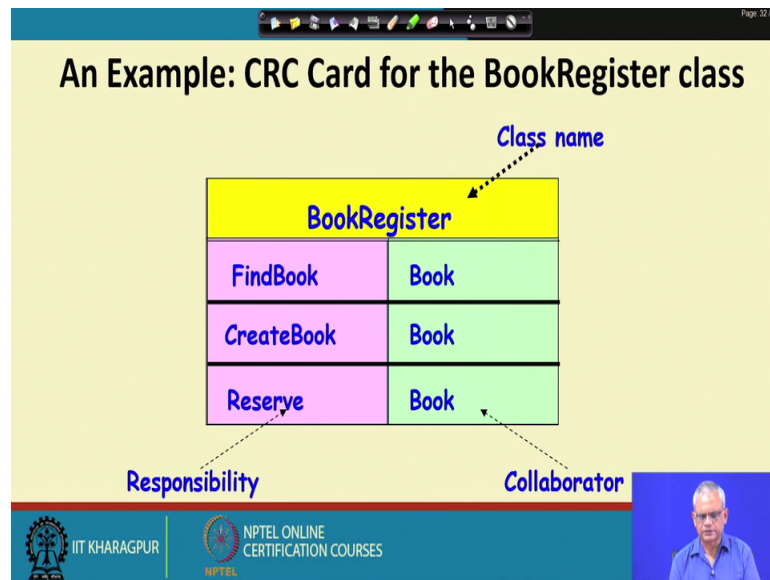 Page: 32 /
An Example: CRC Card for the BookRegister class
Class name
BookRegister
FindBook Book
CreateBook Book
Reserve Book
Responsibility Collaborator
IIT KHARAGPUR
NPTEL
NPTEL ONLINE
CERTIFICATION COURSES